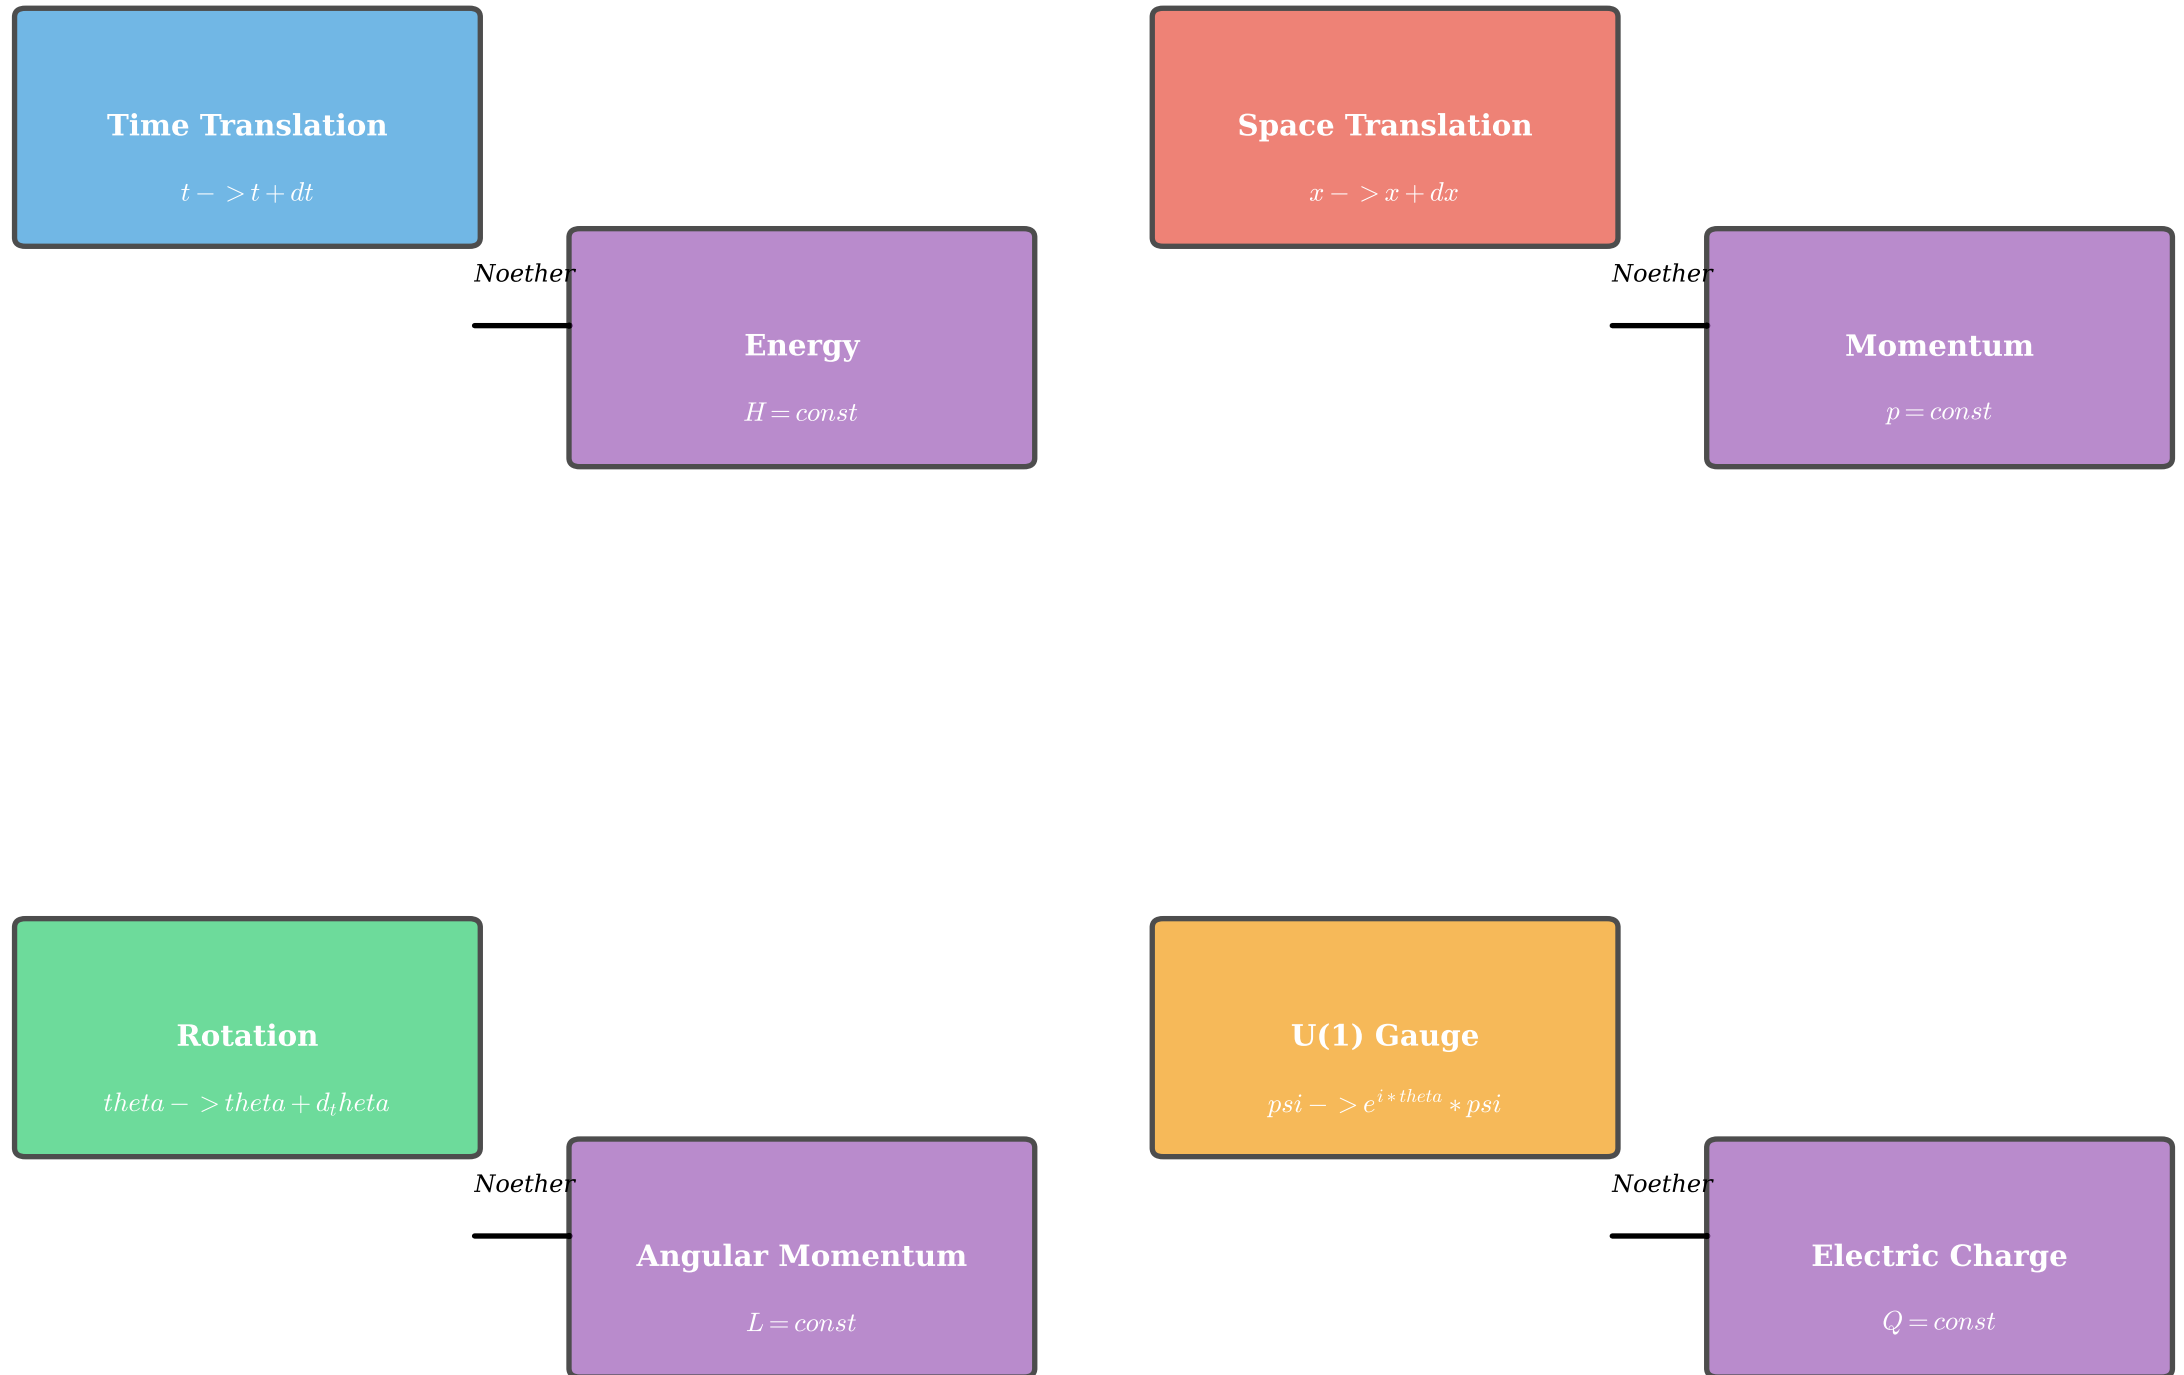 Time Translation
t − > t + dt
Noether
Energy
H = const
Space Translation
x − > x + dx
Noether
Momentum
p = const
Rotation
theta − > theta + d_theta
Noether
Angular Momentum
L = const
U(1) Gauge
psi − > e^{i∗theta} ∗ psi
Noether
Electric Charge
Q = const